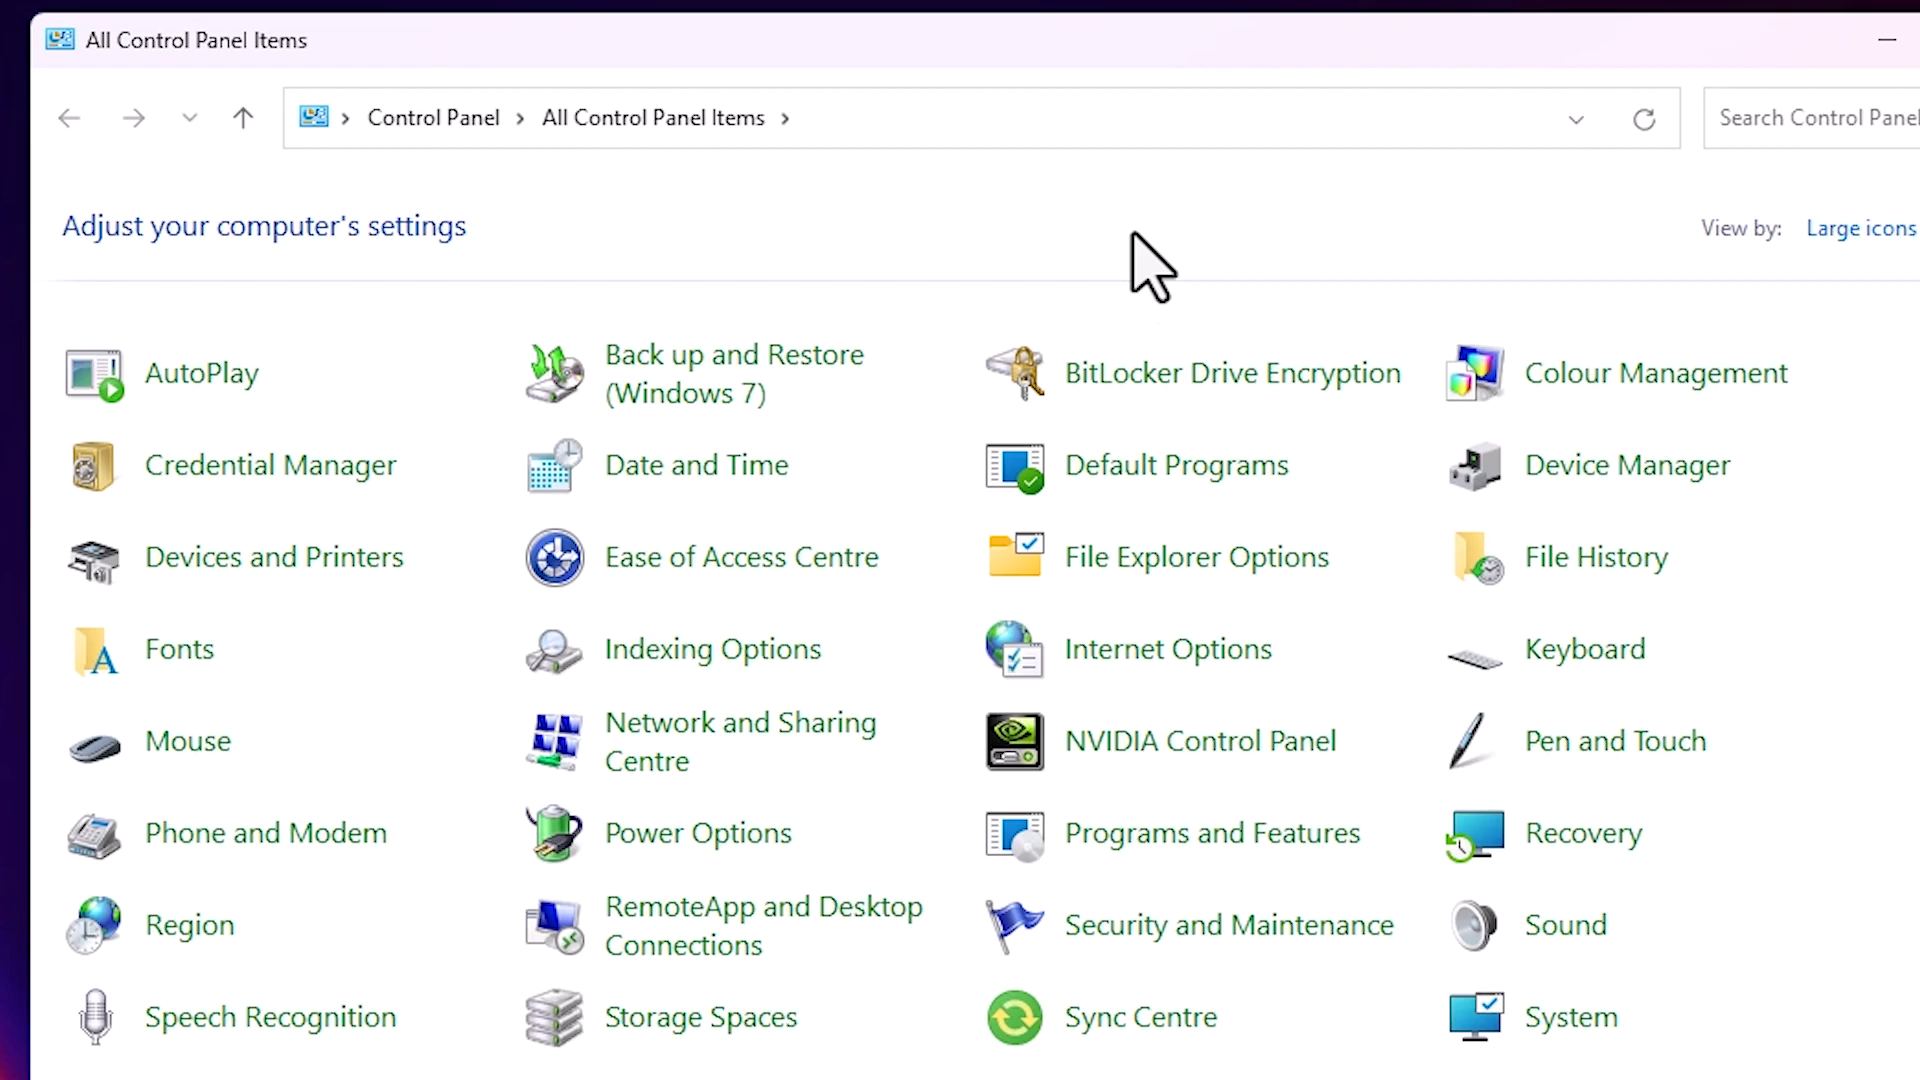 All Control Panel Items
Control Panel
All Control Panel Items
Search Control Panel
Adjust your computer's settings
View by:
Large icons
AutoPlay
Back up and Restore
(Windows 7)
BitLocker Drive Encryption
Colour Management
Credential Manager
Date and Time
Default Programs
Device Manager
Devices and Printers
Ease of Access Centre
File Explorer Options
File History
Fonts
Indexing Options
Internet Options
Keyboard
Mouse
Network and Sharing
Centre
NVIDIA Control Panel
Pen and Touch
Phone and Modem
Power Options
Programs and Features
Recovery
Region
RemoteApp and Desktop
Connections
Security and Maintenance
Sound
Speech Recognition
Storage Spaces
Sync Centre
System